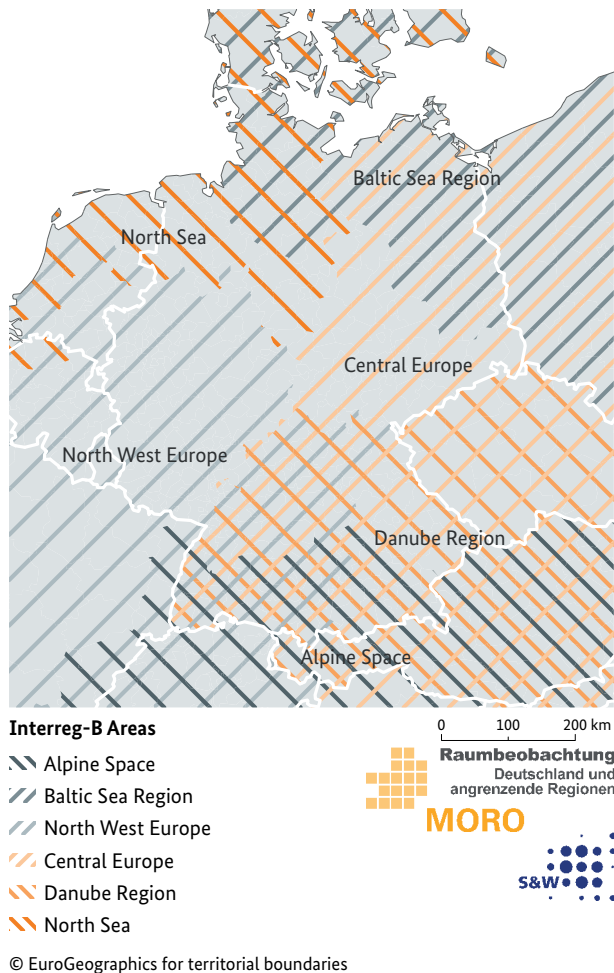 Baltic Sea Region
North Sea
Central Europe
North West Europe
Danube Region
Alpine Space
Interreg-B Areas
Alpine Space
Baltic Sea Region
North West Europe
Central Europe
Danube Region
North Sea
0 100 200 km
Raumbeobachtung
Deutschland und
angrenzende Regionen
MORO
S&W
© EuroGeographics for territorial boundaries